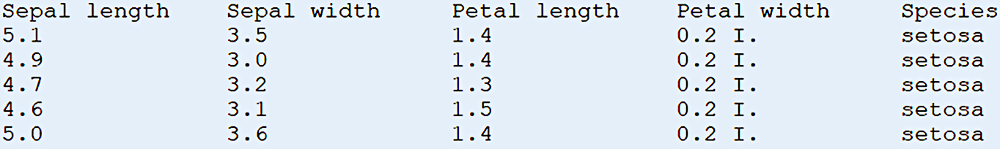 Sepal length Sepal width Petal length Petal width Species
5.1 3.5 1.4 0.2 I. setosa
4.9 3.0 1.4 0.2 I. setosa
4.7 3.2 1.3 0.2 I. setosa
4.6 3.1 1.5 0.2 I. setosa
5.0 3.6 1.4 0.2 I. setosa